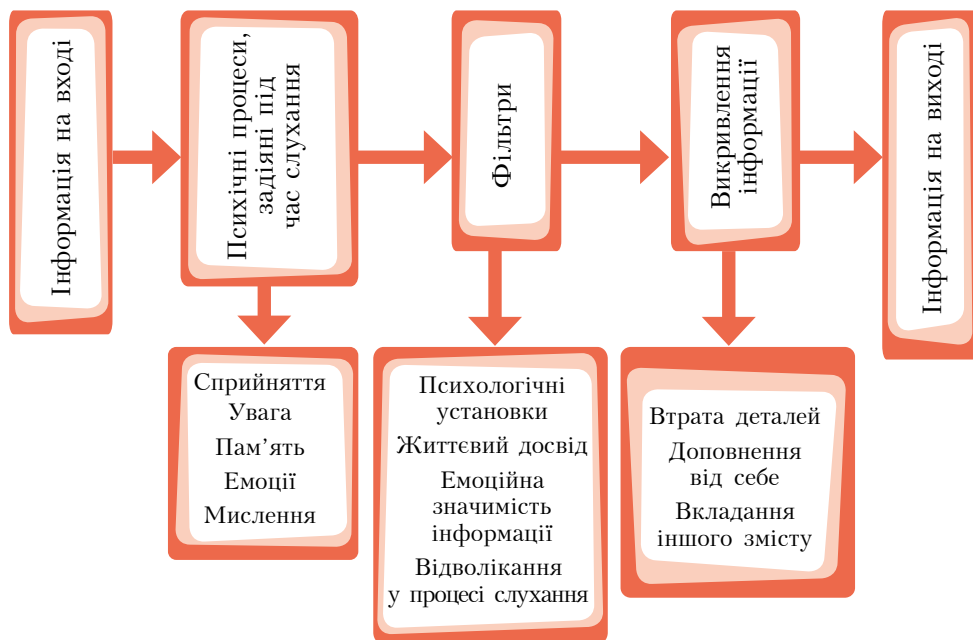 Інформація на вході
Психічні процеси,
задіяні під
час слухання
Фільтри
Викривлення
інформації
Інформація на виході
Сприйняття
Увага
Пам’ять
Емоції
Мислення
Психологічні
установки
Життєвий досвід
Емоційна
значимість
інформації
Відволікання
у процесі слухання
Втрата деталей
Доповнення
від себе
Вкладання
іншого змісту